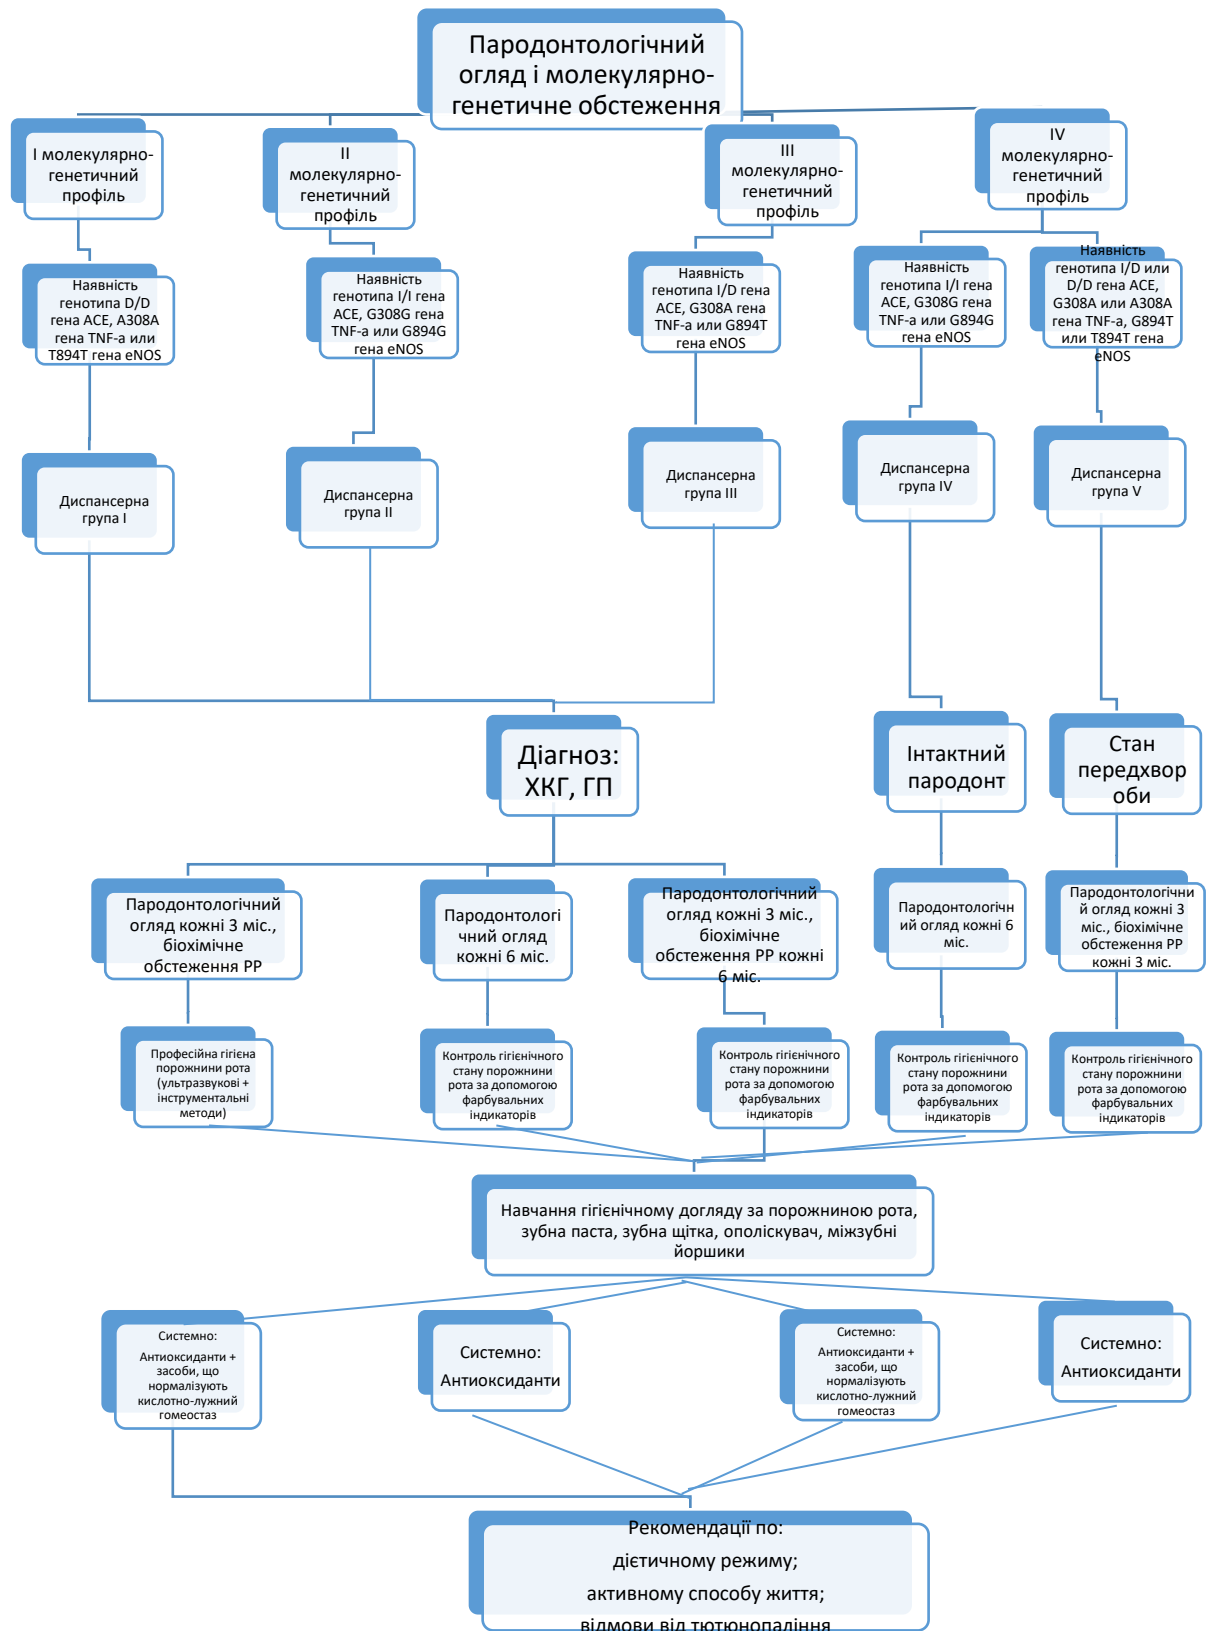 Пародонтологічний
огляд і молекулярно-
генетичне обстеження
І молекулярно-
генетичний
профіль
ІІ
молекулярно-
генетичний
профіль
ІІІ
молекулярно-
генетичний
профіль
IV
молекулярно-
генетичний
профіль
Наявність
генотипа D/D
гена ACE, A308A
гена TNF-a или
T894T гена eNOS
Наявність
генотипа I/I гена
ACE, G308G гена
TNF-a или G894G
гена eNOS
Наявність
генотипа I/D гена
ACE, G308A гена
TNF-a или G894T
гена eNOS
Наявність
генотипа I/I гена
ACE, G308G гена
TNF-a или G894G
гена eNOS
Наявність
генотипа I/D или
D/D гена ACE,
G308A или A308A
гена TNF-a, G894T
или T894T гена
eNOS
Диспансерна
група I
Диспансерна
група II
Диспансерна
група III
Диспансерна
група IV
Диспансерна
група V
Діагноз:
ХКГ, ГП
Інтактний
пародонт
Стан
передхвор
оби
Пародонтологічний
огляд кожні 3 міс.,
біохімічне
обстеження РР
Пародонтологі
чний огляд
кожні 6 міс.
Пародонтологічний
огляд кожні 3 міс.,
біохімічне
обстеження РР кожні
6 міс.
Пародонтологічн
ий огляд кожні 6
міс.
Пародонтологічни
й огляд кожні 3
міс., біохімічне
обстеження РР
кожні 3 міс.
Професійна гігієна
порожнини рота
(ультразвукові +
інструментальні
методи)
Контроль гігієнічного
стану порожнини
рота за допомогою
фарбувальних
індикаторів
Контроль гігієнічного
стану порожнини
рота за допомогою
фарбувальних
індикаторів
Контроль гігієнічного
стану порожнини
рота за допомогою
фарбувальних
індикаторів
Контроль гігієнічного
стану порожнини
рота за допомогою
фарбувальних
індикаторів
Навчання гігієнічному догляду за порожниною рота,
зубна паста, зубна щітка, ополіскувач, міжзубні
йоршики
Системно:
Антиоксиданти +
засоби, що
нормалізують
кислотно-лужний
гомеостаз
Системно:
Антиоксиданти
Системно:
Антиоксиданти +
засоби, що
нормалізують
кислотно-лужний
гомеостаз
Системно:
Антиоксиданти
Рекомендації по:
дієтичному режиму;
активному способу життя;
відмови від тютюнопаління